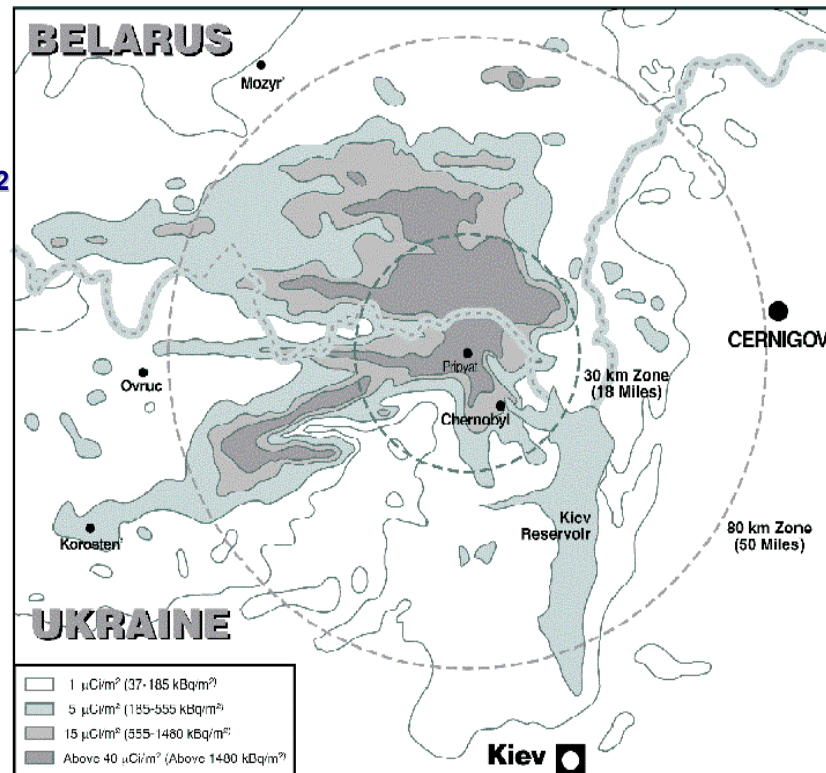 BELARUS
Mozyr'
2
CERNIGOV
Pripyat
Ovruc
30 km Zone
(18 Miles)
Chernobyl
Kiev
Reservoir
80 km Zone
(50 Miles)
Korosten'
UKRAINE
1 µCi/m² (37-185 kBq/m²)
5 µCi/m² (185-555 kBq/m²)
15 µCi/m² (555-1480 kBq/m²)
Above 40 µCi/m² (Above 1480 kBq/m²)
Kiev